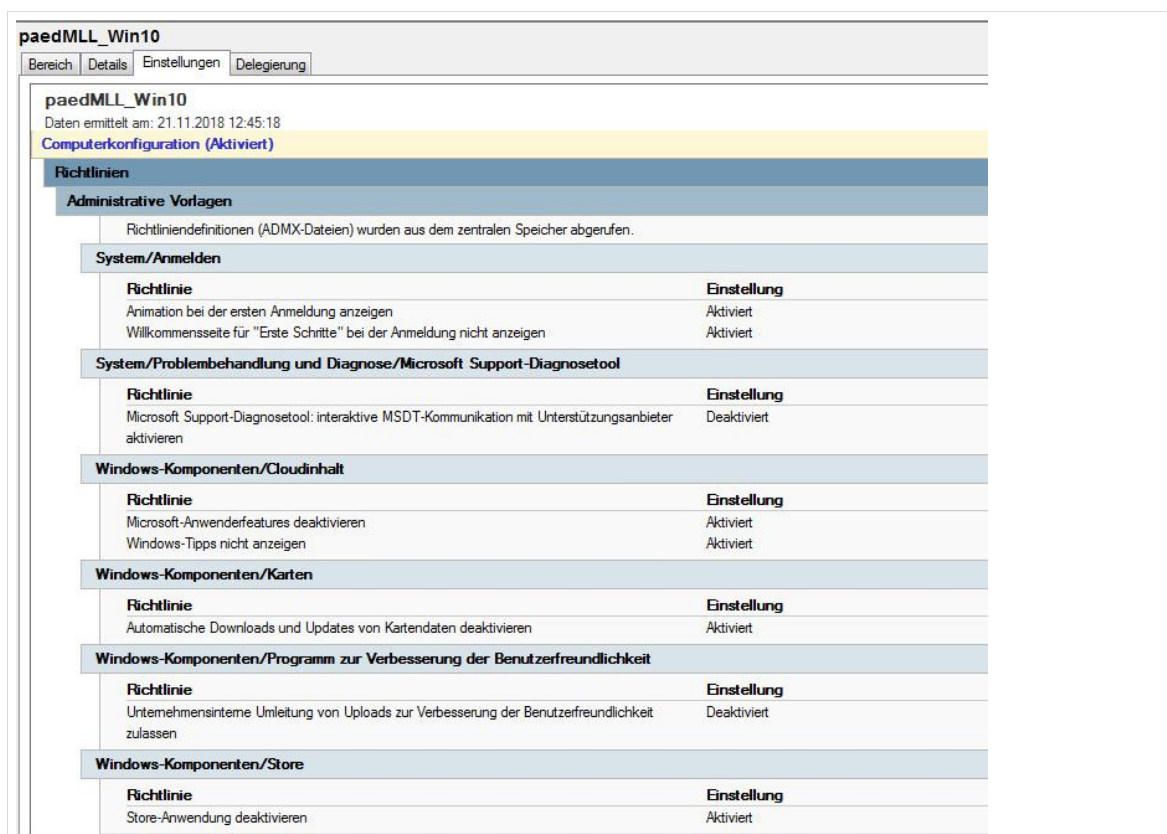 paedMLL_Win10
Bereich Details Einstellungen Delegierung
paedMLL_Win10
Daten ermittelt am: 21.11.2018 12:45:18
Computerkonfiguration (Aktiviert)
Richtlinien
Administrative Vorlagen
Richtliniendefinitionen (ADMX-Dateien) wurden aus dem zentralen Speicher abgerufen.
System/Anmelden
Richtlinie Einstellung
Animation bei der ersten Anmeldung anzeigen Aktiviert
Willkommensseite für "Erste Schritte" bei der Anmeldung nicht anzeigen Aktiviert
System/Problembehandlung und Diagnose/Microsoft Support-Diagnosetool
Richtlinie Einstellung
Microsoft Support-Diagnosetool: interaktive MSDT-Kommunikation mit Unterstützungsanbieter Deaktiviert
aktivieren
Windows-Komponenten/Cloudinhalt
Richtlinie Einstellung
Microsoft-Anwenderfeatures deaktivieren Aktiviert
Windows-Tipps nicht anzeigen Aktiviert
Windows-Komponenten/Karten
Richtlinie Einstellung
Automatische Downloads und Updates von Kartendaten deaktivieren Aktiviert
Windows-Komponenten/Programm zur Verbesserung der Benutzerfreundlichkeit
Richtlinie Einstellung
Unternehmensinterne Umleitung von Uploads zur Verbesserung der Benutzerfreundlichkeit Deaktiviert
zulassen
Windows-Komponenten/Store
Richtlinie Einstellung
Store-Anwendung deaktivieren Aktiviert